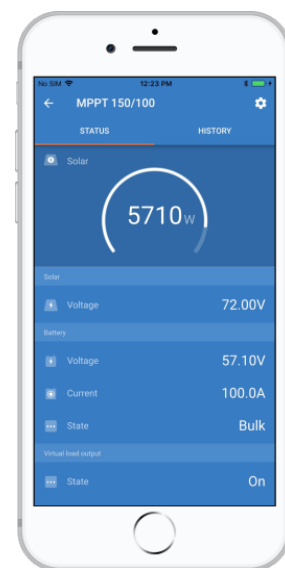 No SIM 12:23 PM
MPPT 150/100
STATUS HISTORY
Solar
5710W
Solar
Voltage 72.00V
Battery
Voltage 57.10V
Current 100.0A
State Bulk
Virtual load output
State On